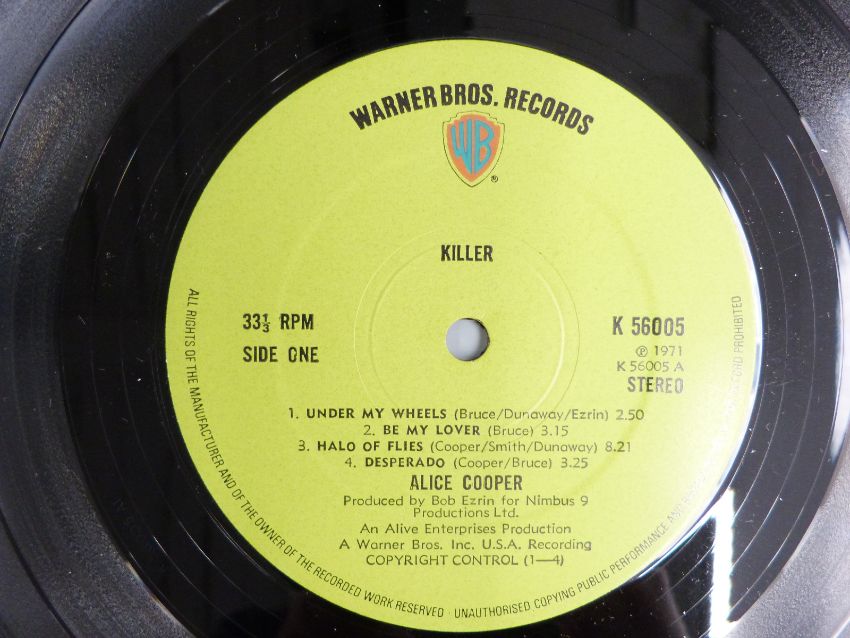 WARNER BROS. RECORDS
WB
®
KILLER
33⅓ RPM
SIDE ONE
K 56005
℗ 1971
K 56005 A
STEREO
1. UNDER MY WHEELS (Bruce/Dunaway/Ezrin) 2.50
2. BE MY LOVER (Bruce) 3.15
3. HALO OF FLIES (Cooper/Smith/Dunaway) 8.21
4. DESPERADO (Cooper/Bruce) 3.25
ALICE COOPER
Produced by Bob Ezrin for Nimbus 9
Productions Ltd.
An Alive Enterprises Production
A Warner Bros. Inc. U.S.A. Recording
COPYRIGHT CONTROL (1—4)
ALL RIGHTS OF THE MANUFACTURER AND OF THE OWNER OF THE RECORDED WORK RESERVED · UNAUTHORISED COPYING PUBLIC PERFORMANCE AND RECORD PROHIBITED